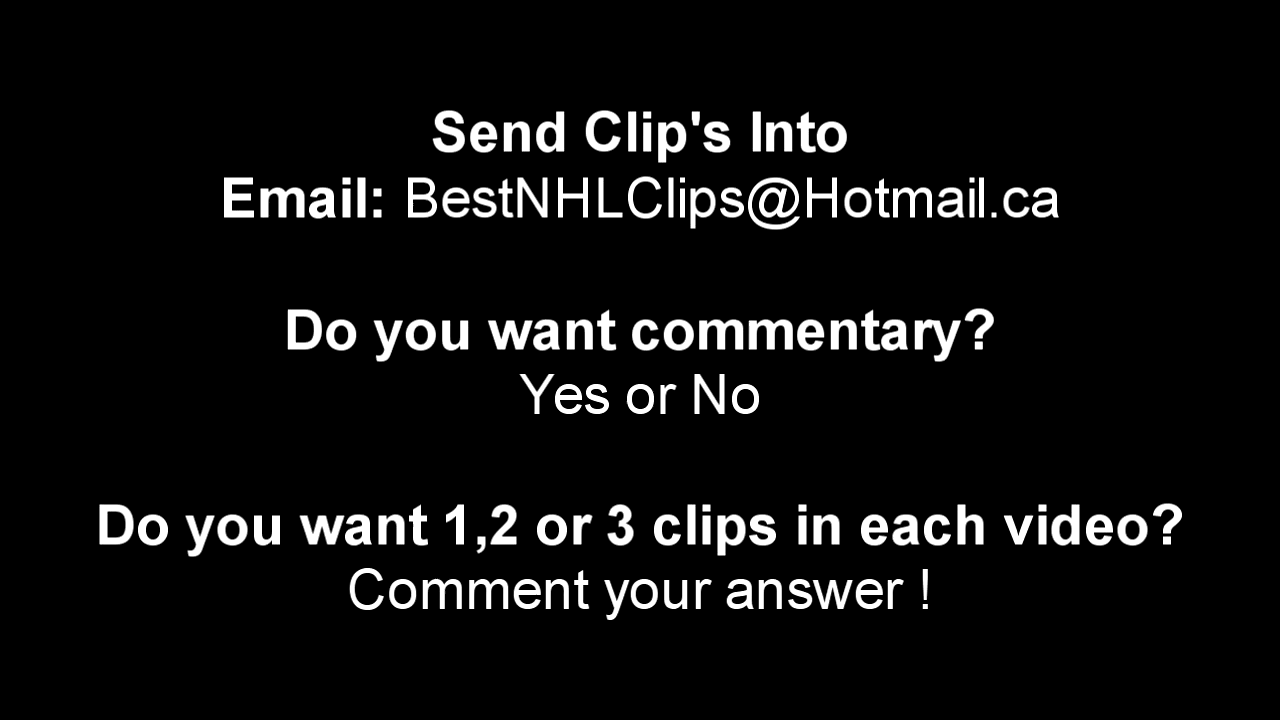 Send Clip's Into
Email: BestNHLClips@Hotmail.ca
Do you want commentary?
Yes or No
Do you want 1,2 or 3 clips in each video?
Comment your answer !